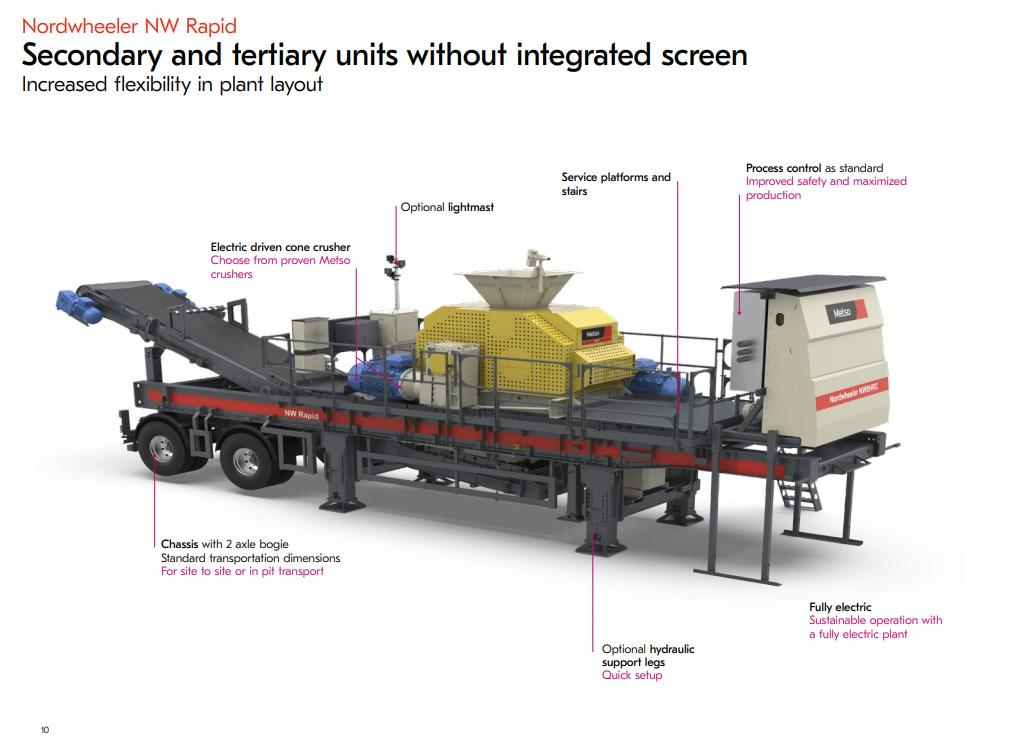 Nordwheeler NW Rapid
Secondary and tertiary units without integrated screen
Increased flexibility in plant layout
Process control as standard
Improved safety and maximized
production
Service platforms and
stairs
Optional lightmast
Electric driven cone crusher
Choose from proven Metso
crushers
Metso
Metso
Nordwheeler NW8HRC
NW Rapid
Chassis with 2 axle bogie
Standard transportation dimensions
For site to site or in pit transport
Fully electric
Sustainable operation with
a fully electric plant
Optional hydraulic
support legs
Quick setup
10